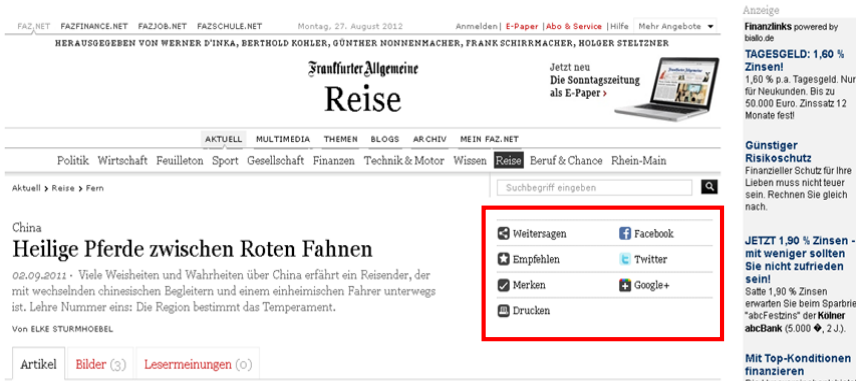 Anzeige
FAZ.NET FAZFINANCE.NET FAZJOB.NET FAZSCHULE.NET Montag, 27. August 2012 Anmelden| E-Paper |Abo & Service |Hilfe Mehr Angebote
HERAUSGEGEBEN VON WERNER D'INKA, BERTHOLD KOHLER, GÜNTHER NONNENMACHER, FRANK SCHIRRMACHER, HOLGER STELTZNER
Frankfurter Allgemeine
Reise
Jetzt neu
Die Sonntagszeitung
als E-Paper ›
AKTUELL MULTIMEDIA THEMEN BLOGS ARCHIV MEIN FAZ.NET
Politik Wirtschaft Feuilleton Sport Gesellschaft Finanzen Technik & Motor Wissen Reise Beruf & Chance Rhein-Main
Aktuell › Reise › Fern
Suchbegriff eingeben
China
Heilige Pferde zwischen Roten Fahnen
02.09.2011 · Viele Weisheiten und Wahrheiten über China erfährt ein Reisender, der
mit wechselnden chinesischen Begleitern und einem einheimischen Fahrer unterwegs
ist. Lehre Nummer eins: Die Region bestimmt das Temperament.
Von ELKE STURMHOEBEL
Artikel Bilder (3) Lesermeinungen (0)
Weitersagen Facebook
Empfehlen Twitter
Merken Google+
Drucken
Finanzlinks powered by
biallo.de
TAGESGELD: 1,60 %
Zinsen!
1,60 % p.a. Tagesgeld. Nur
für Neukunden. Bis zu
50.000 Euro. Zinssatz 12
Monate fest!
Günstiger
Risikoschutz
Finanzieller Schutz für Ihre
Lieben muss nicht teuer
sein. Rechnen Sie gleich
nach.
JETZT 1,90 % Zinsen -
mit weniger sollten
Sie nicht zufrieden
sein!
Satte 1,90 % Zinsen
erwarten Sie beim Sparbrie
"abcFestzins" der Kölner
abcBank (5.000 �, 2 J.).
Mit Top-Konditionen
finanzieren